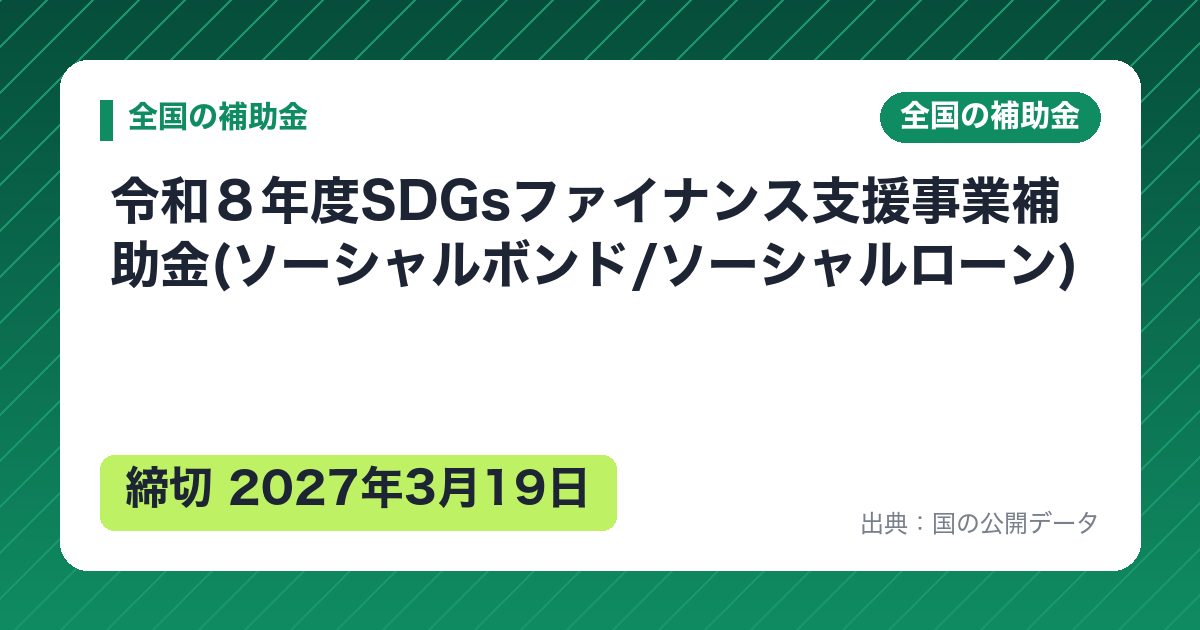 全国の補助金
全国の補助金
令和８年度SDGsファイナンス支援事業補
助金(ソーシャルボンド/ソーシャルローン)
締切 2027年3月19日
出典：国の公開データ